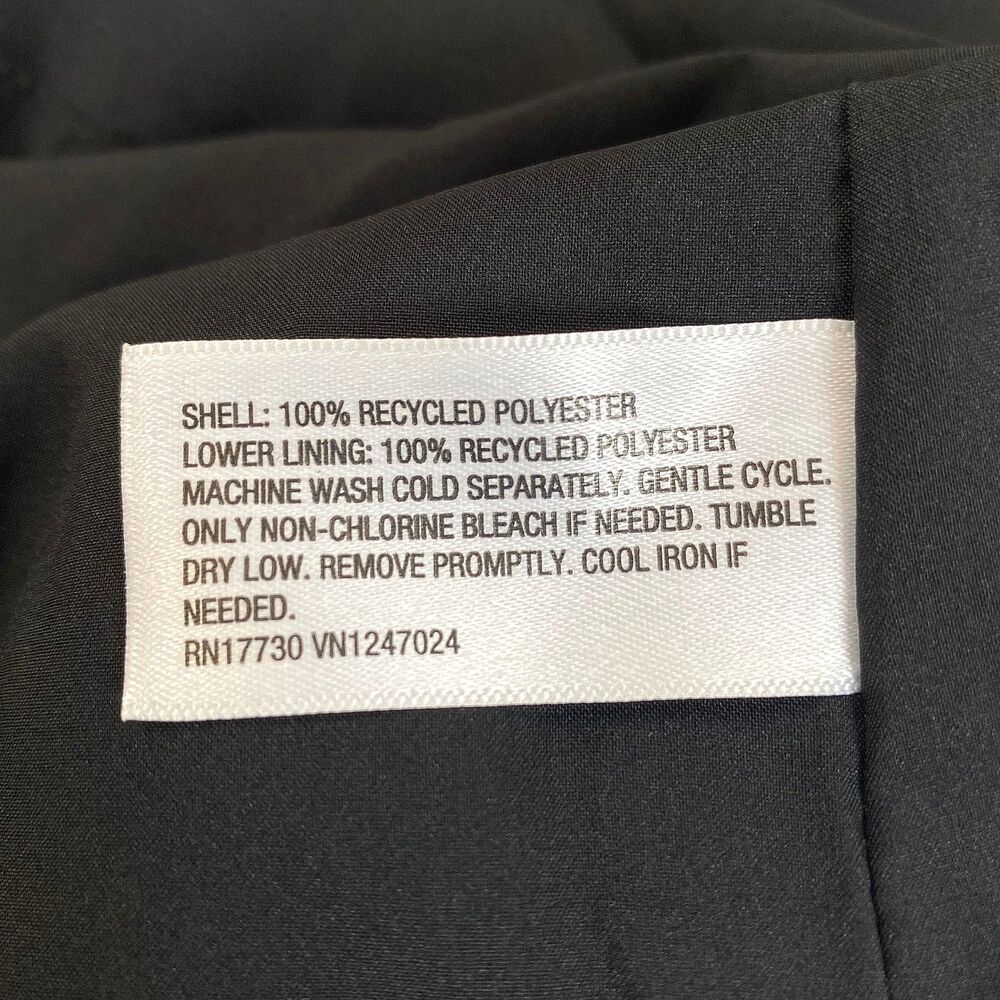 SHELL: 100% RECYCLED POLYESTER
LOWER LINING: 100% RECYCLED POLYESTER
MACHINE WASH COLD SEPARATELY. GENTLE CYCLE.
ONLY NON-CHLORINE BLEACH IF NEEDED. TUMBLE
DRY LOW. REMOVE PROMPTLY. COOL IRON IF
NEEDED.
RN17730 VN1247024